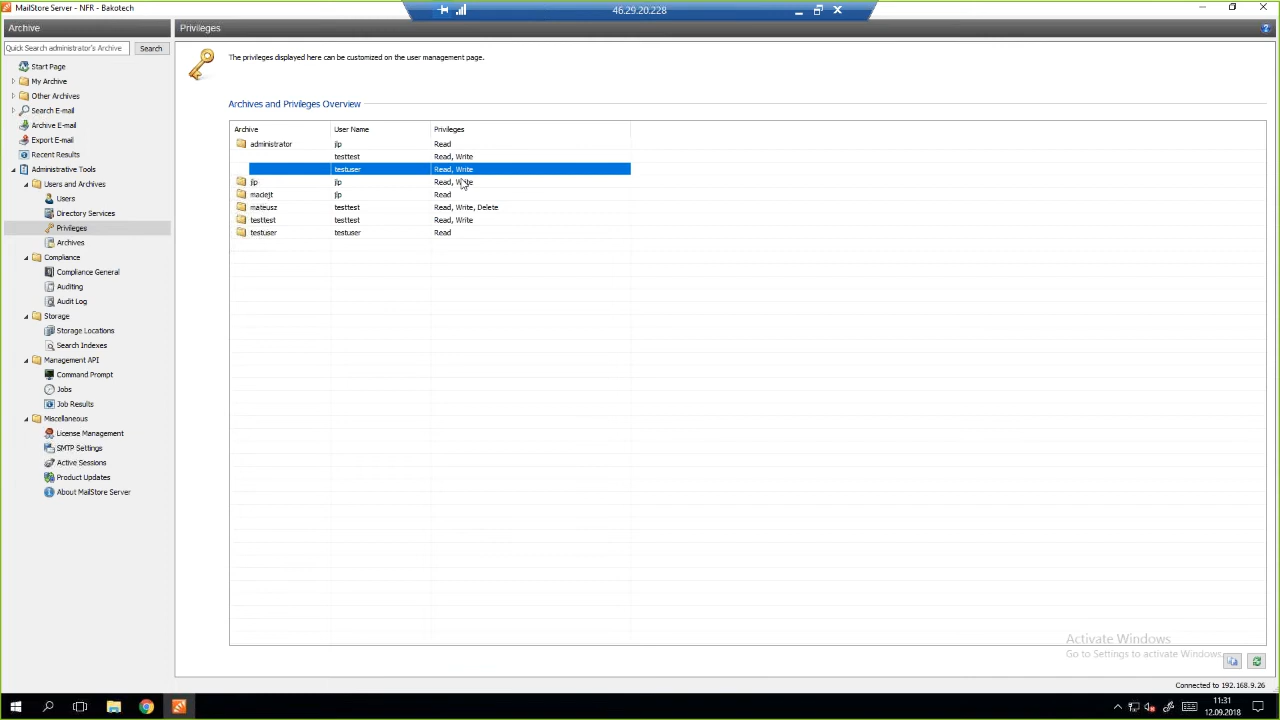 MailStore Server - NFR - Bakotech
46.29.20.228
Archive
Privileges
Quick Search administrator's Archive
Search
The privileges displayed here can be customized on the user management page.
Start Page
My Archive
Other Archives
Search E-mail
Archive E-mail
Export E-mail
Recent Results
Administrative Tools
Users and Archives
Users
Directory Services
Privileges
Archives
Compliance
Compliance General
Auditing
Audit Log
Storage
Storage Locations
Search Indexes
Management API
Command Prompt
Jobs
Job Results
Miscellaneous
License Management
SMTP Settings
Active Sessions
Product Updates
About MailStore Server
Archives and Privileges Overview
Archive User Name Privileges
administrator jlp Read
testtest Read, Write
testuser Read, Write
jlp jlp Read, Write
maciejt jlp Read
mateusz testtest Read, Write, Delete
testtest testtest Read, Write
testuser testuser Read
Activate Windows
Go to Settings to activate Windows.
Connected to 192.168.9.26
11:31
12.09.2018